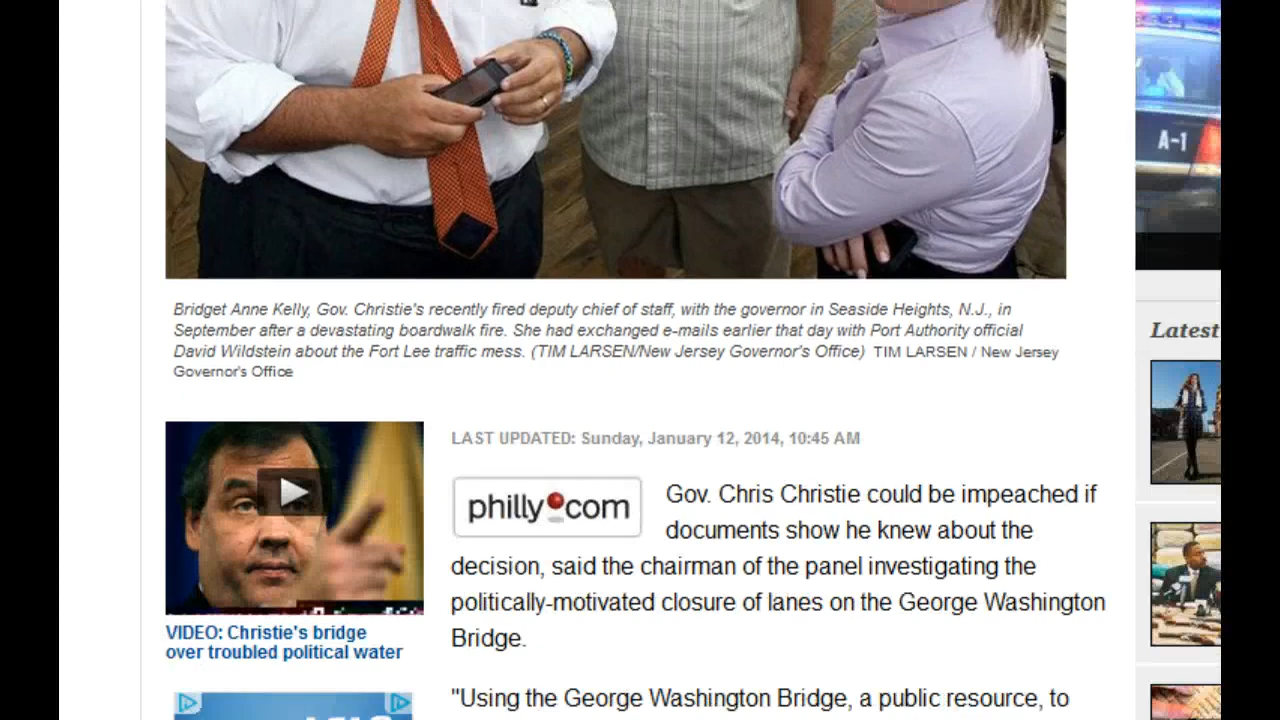 A-1
Bridget Anne Kelly, Gov. Christie's recently fired deputy chief of staff, with the governor in Seaside Heights, N.J., in
September after a devastating boardwalk fire. She had exchanged e-mails earlier that day with Port Authority official
David Wildstein about the Fort Lee traffic mess. (TIM LARSEN/New Jersey Governor's Office) TIM LARSEN / New Jersey
Governor's Office
Latest
LAST UPDATED: Sunday, January 12, 2014, 10:45 AM
philly.com
Gov. Chris Christie could be impeached if
documents show he knew about the
decision, said the chairman of the panel investigating the
politically-motivated closure of lanes on the George Washington
Bridge.
VIDEO: Christie's bridge
over troubled political water
"Using the George Washington Bridge, a public resource, to